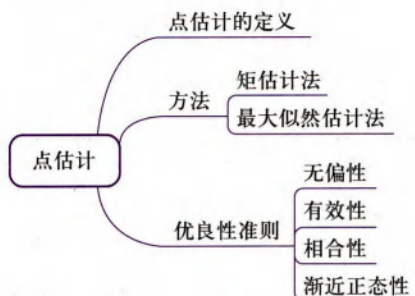 点估计的定义
矩估计法
方法
最大似然估计法
点估计
无偏性
有效性
优良性准则
相合性
渐近正态性